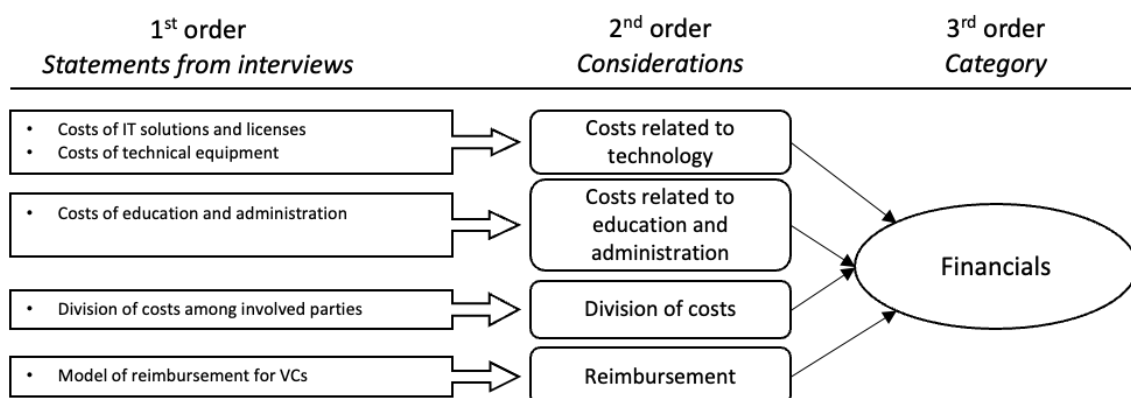 1st order
Statements from interviews
2nd order
Considerations
3rd order
Category
• Costs of IT solutions and licenses
• Costs of technical equipment
Costs related to
technology
• Costs of education and administration
Costs related to
education and
administration
• Division of costs among involved parties
Division of costs
• Model of reimbursement for VCs
Reimbursement
Financials